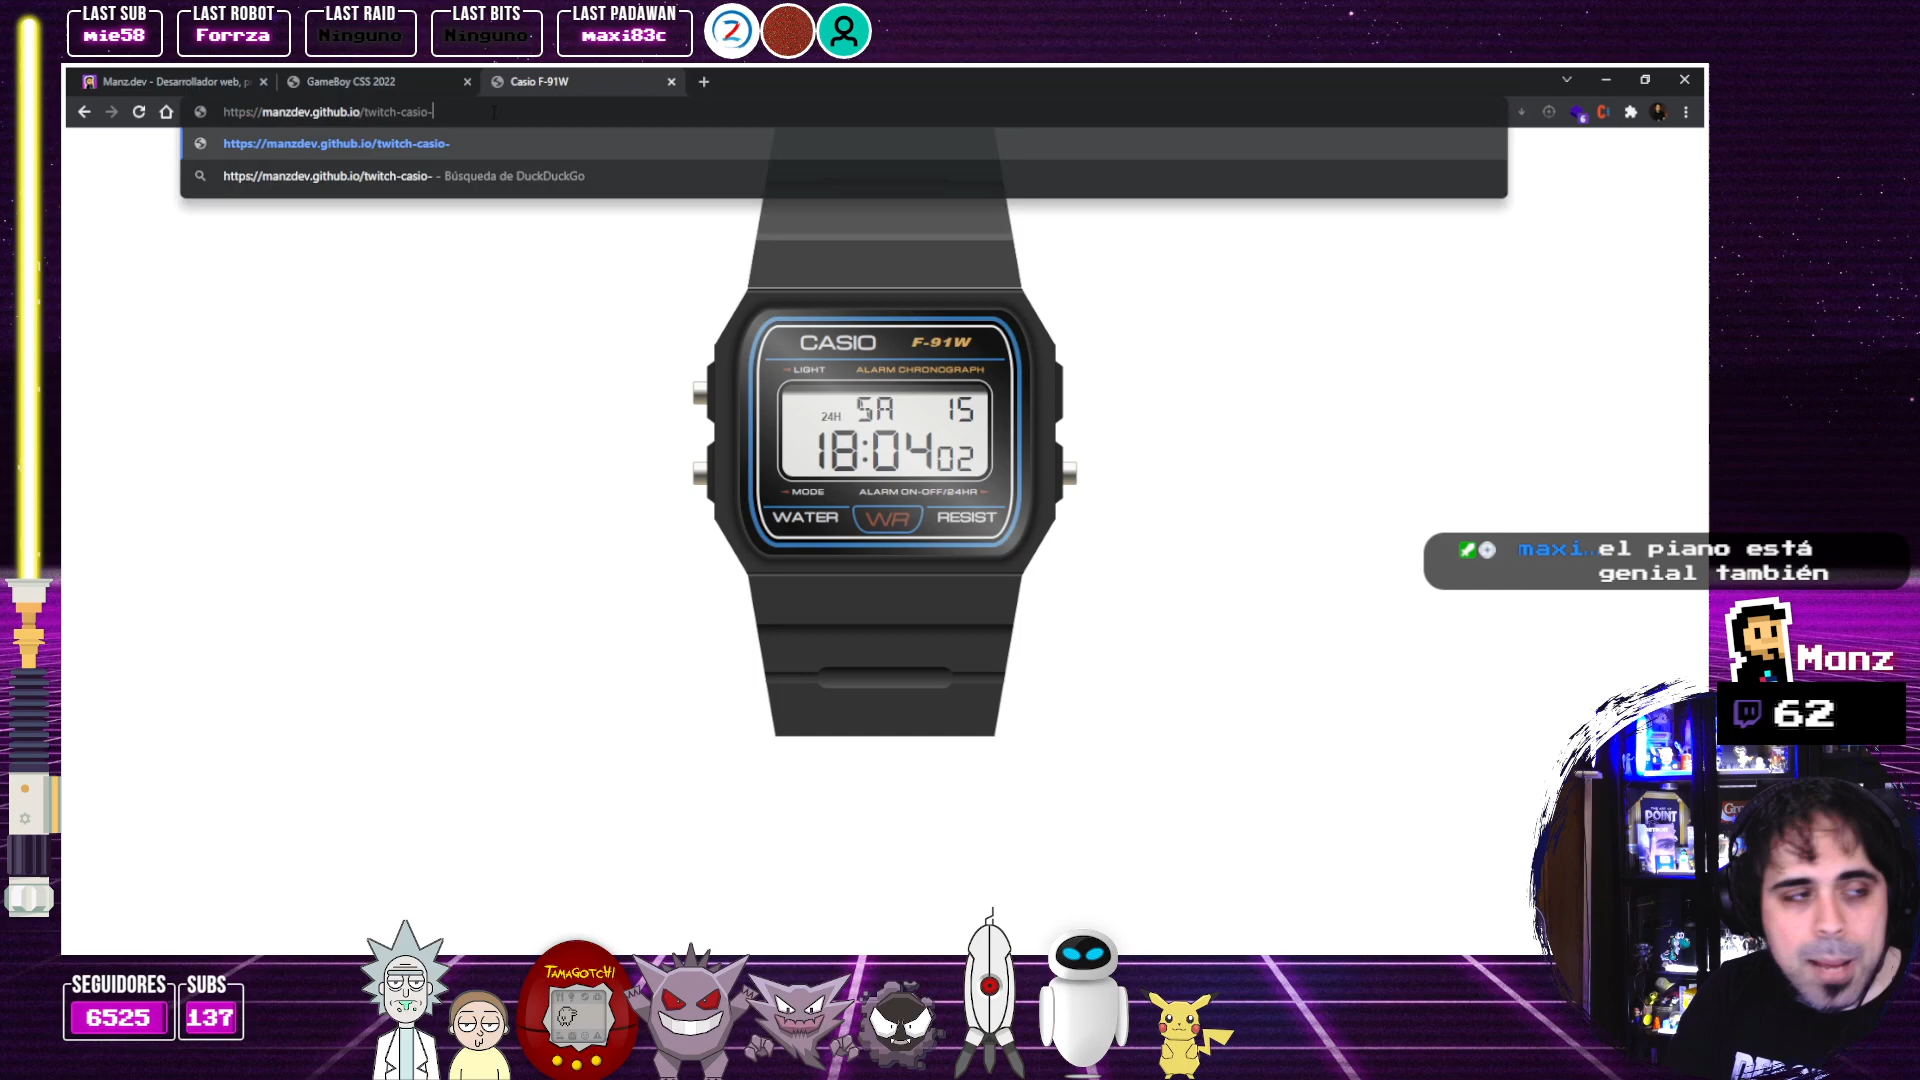 LAST SUB
mie58
LAST ROBOT
Forrza
LAST RAID
Ninguno
LAST BITS
Ninguno
LAST PADAWAN
maxi83c
Manz.dev - Desarrollador web, p
GameBoy CSS 2022
Casio F-91W
https://manzdev.github.io/twitch-casio-
https://manzdev.github.io/twitch-casio-
https://manzdev.github.io/twitch-casio- - Búsqueda de DuckDuckGo
6
CASIO F-91W
LIGHT ALARM CHRONOGRAPH
24H SA 15
18:04 02
MODE ALARM ON-OFF/24HR
WATER WR RESIST
maxi.. el piano está
genial también
Manz
62
POINT
SEGUIDORES
6525
SUBS
137
TAMAGOTCHI